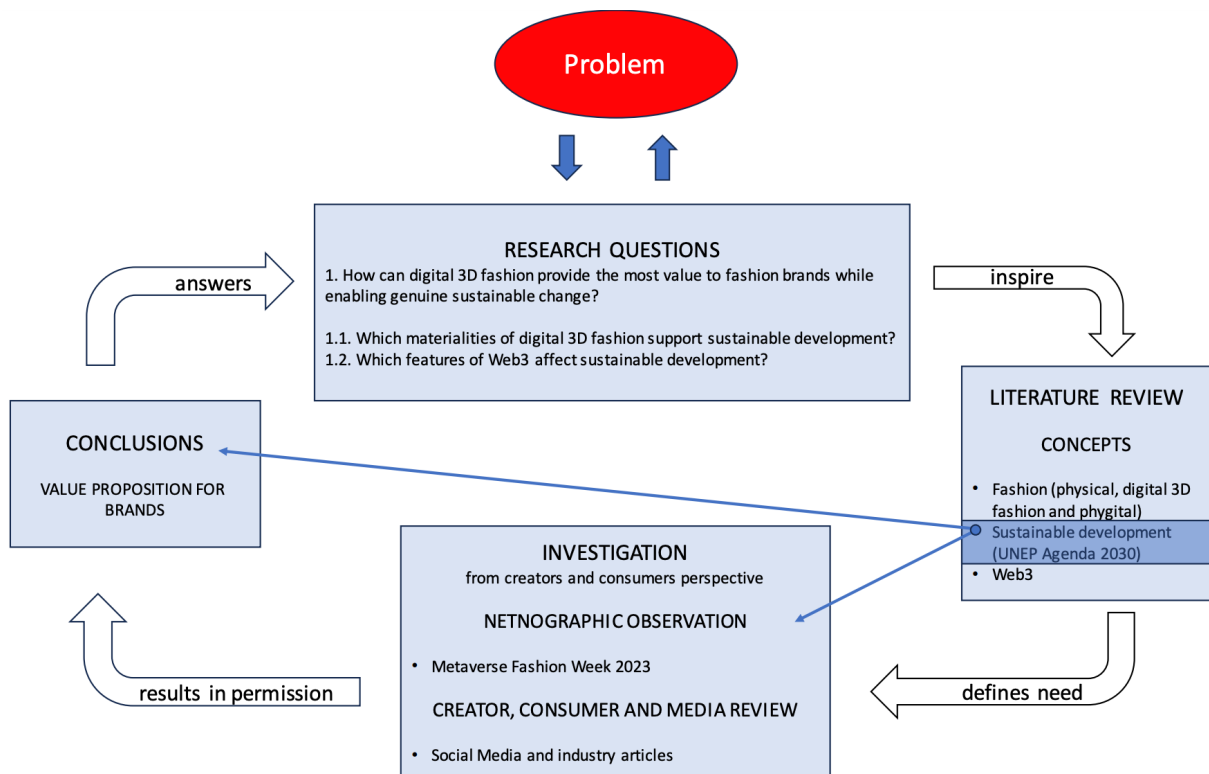 Problem
RESEARCH QUESTIONS
1. How can digital 3D fashion provide the most value to fashion brands while
enabling genuine sustainable change?
1.1. Which materialities of digital 3D fashion support sustainable development?
1.2. Which features of Web3 affect sustainable development?
answers
inspire
LITERATURE REVIEW
CONCEPTS
• Fashion (physical, digital 3D
fashion and phygital)
• Sustainable development
(UNEP Agenda 2030)
• Web3
CONCLUSIONS
VALUE PROPOSITION FOR
BRANDS
INVESTIGATION
from creators and consumers perspective
NETNOGRAPHIC OBSERVATION
• Metaverse Fashion Week 2023
CREATOR, CONSUMER AND MEDIA REVIEW
• Social Media and industry articles
results in permission
defines need